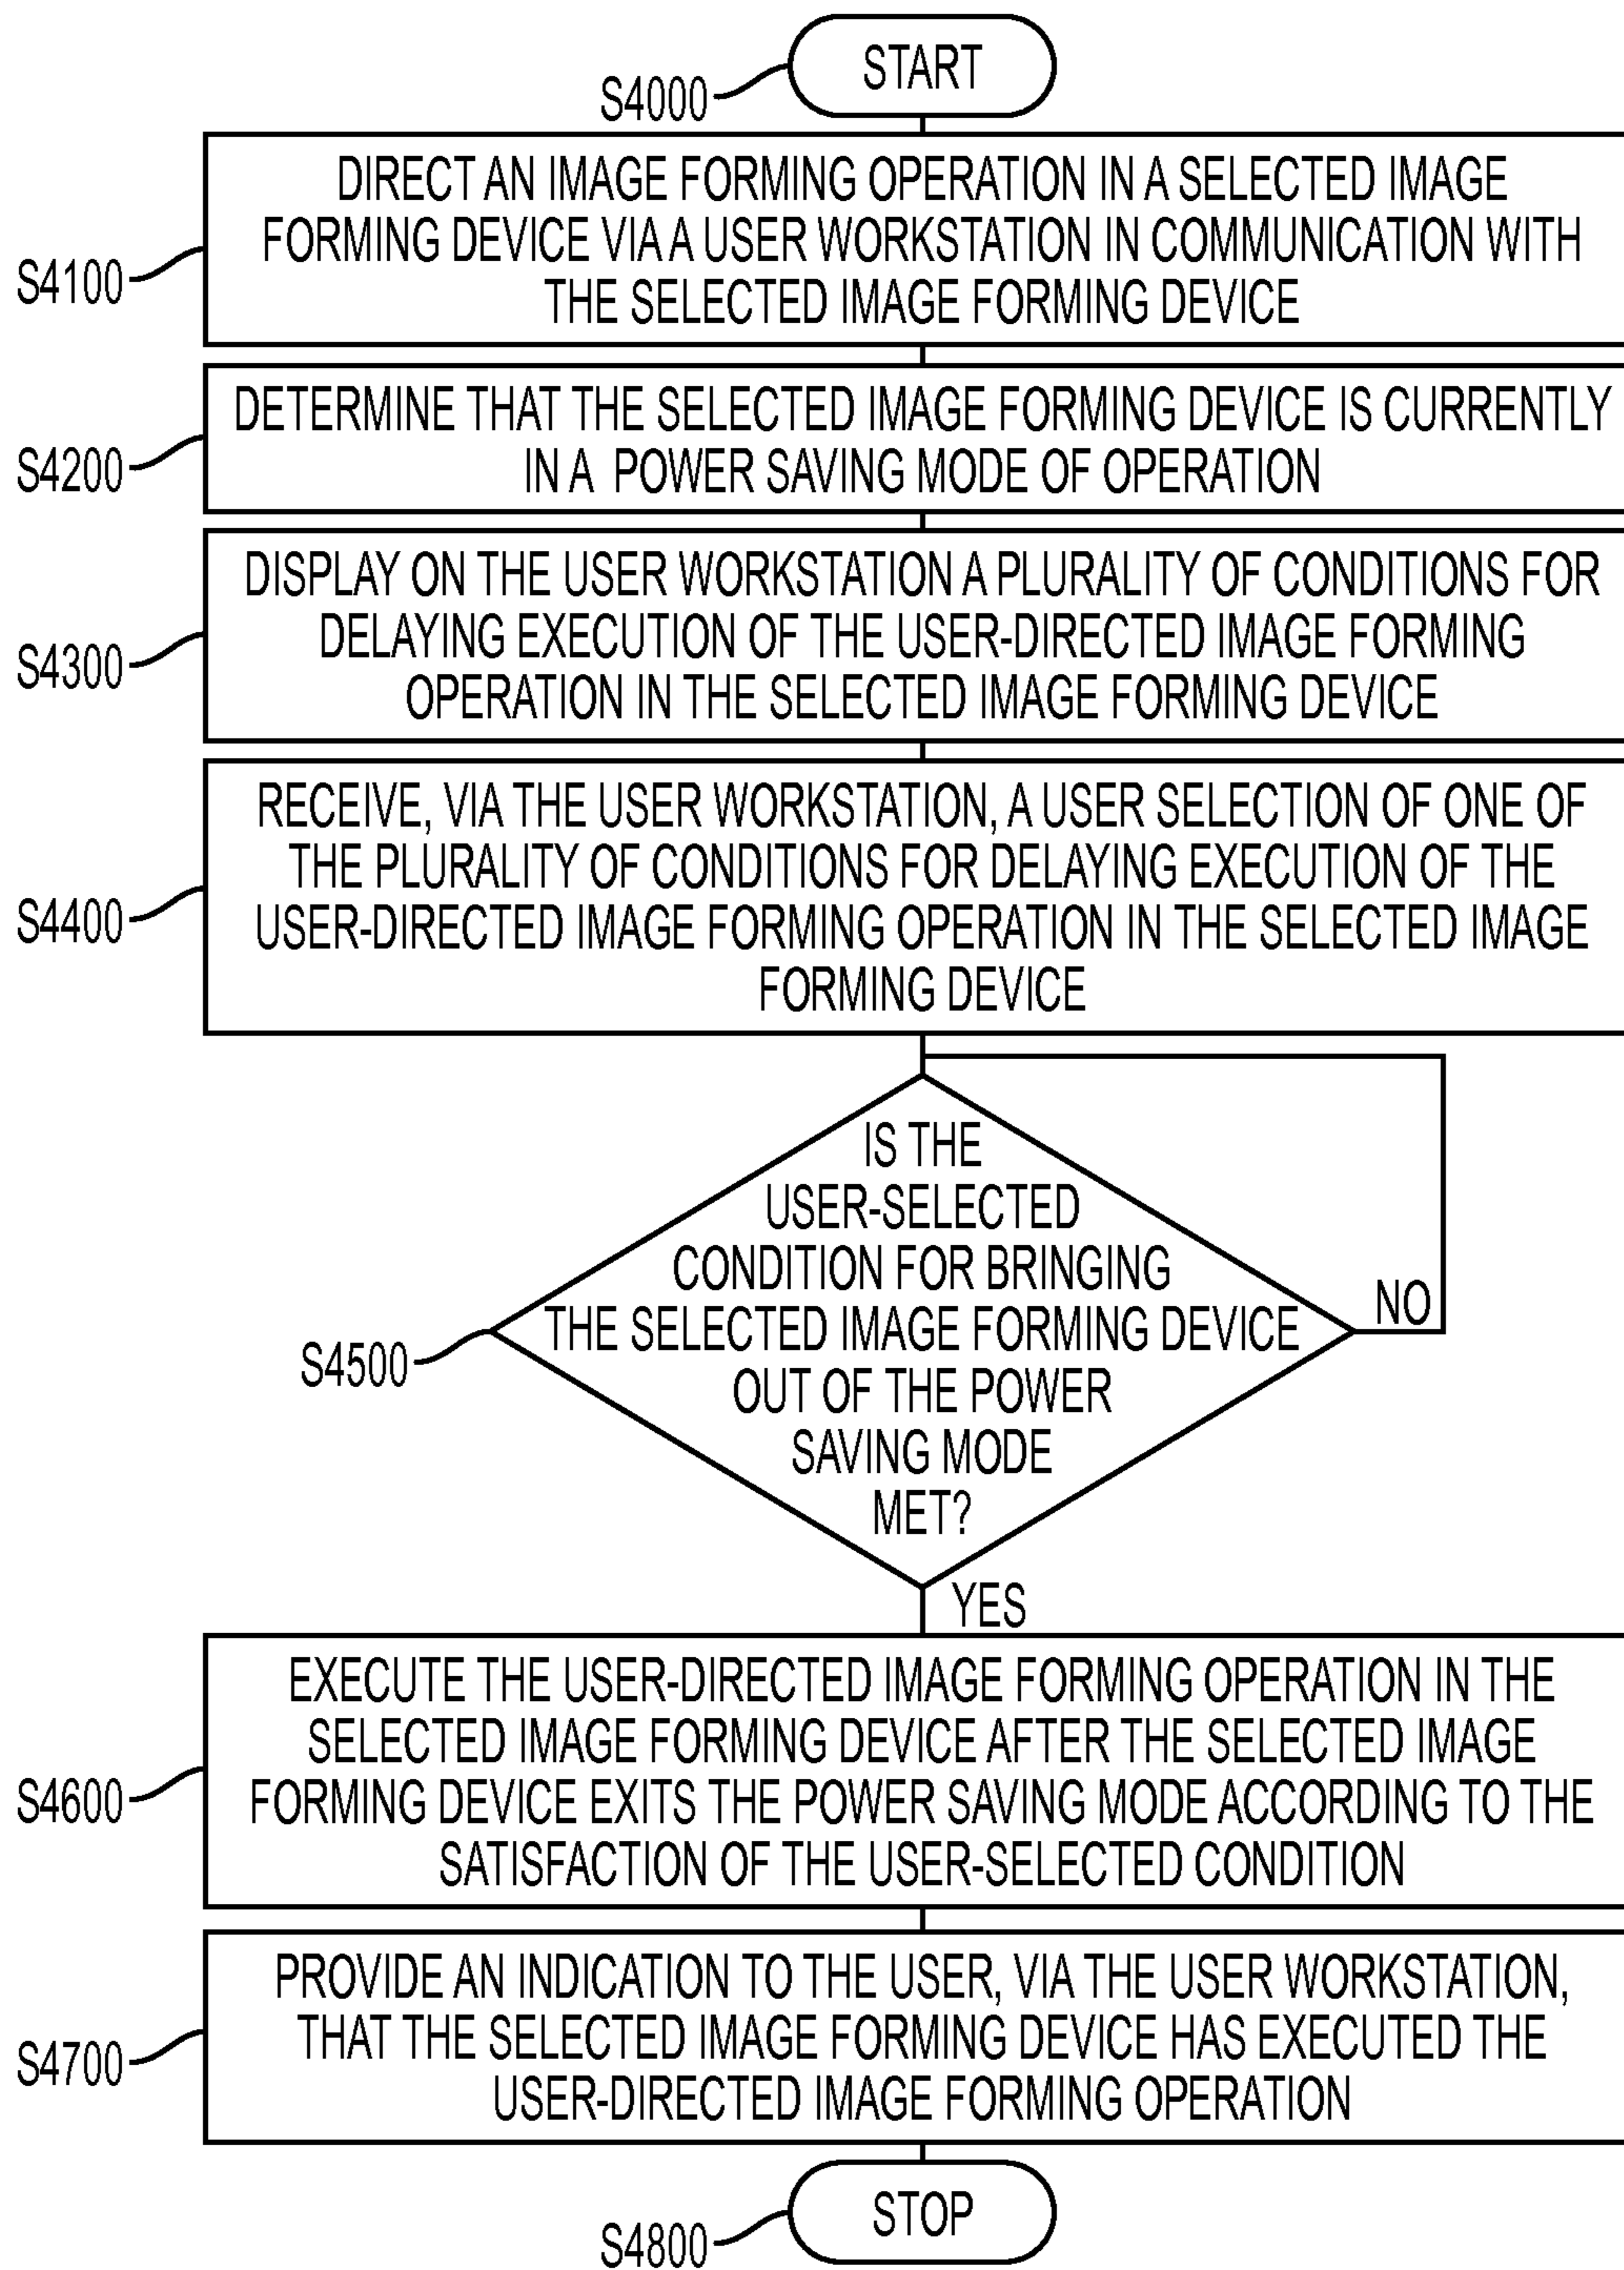 START
S4000
DIRECT AN IMAGE FORMING OPERATION IN A SELECTED IMAGE
FORMING DEVICE VIA A USER WORKSTATION IN COMMUNICATION WITH
THE SELECTED IMAGE FORMING DEVICE
S4100
DETERMINE THAT THE SELECTED IMAGE FORMING DEVICE IS CURRENTLY
IN A POWER SAVING MODE OF OPERATION
S4200
DISPLAY ON THE USER WORKSTATION A PLURALITY OF CONDITIONS FOR
DELAYING EXECUTION OF THE USER-DIRECTED IMAGE FORMING
OPERATION IN THE SELECTED IMAGE FORMING DEVICE
S4300
RECEIVE, VIA THE USER WORKSTATION, A USER SELECTION OF ONE OF
THE PLURALITY OF CONDITIONS FOR DELAYING EXECUTION OF THE
USER-DIRECTED IMAGE FORMING OPERATION IN THE SELECTED IMAGE
FORMING DEVICE
S4400
IS THE
USER-SELECTED
CONDITION FOR BRINGING
THE SELECTED IMAGE FORMING DEVICE
OUT OF THE POWER
SAVING MODE
MET?
NO
S4500
YES
EXECUTE THE USER-DIRECTED IMAGE FORMING OPERATION IN THE
SELECTED IMAGE FORMING DEVICE AFTER THE SELECTED IMAGE
FORMING DEVICE EXITS THE POWER SAVING MODE ACCORDING TO THE
SATISFACTION OF THE USER-SELECTED CONDITION
S4600
PROVIDE AN INDICATION TO THE USER, VIA THE USER WORKSTATION,
THAT THE SELECTED IMAGE FORMING DEVICE HAS EXECUTED THE
USER-DIRECTED IMAGE FORMING OPERATION
S4700
STOP
S4800